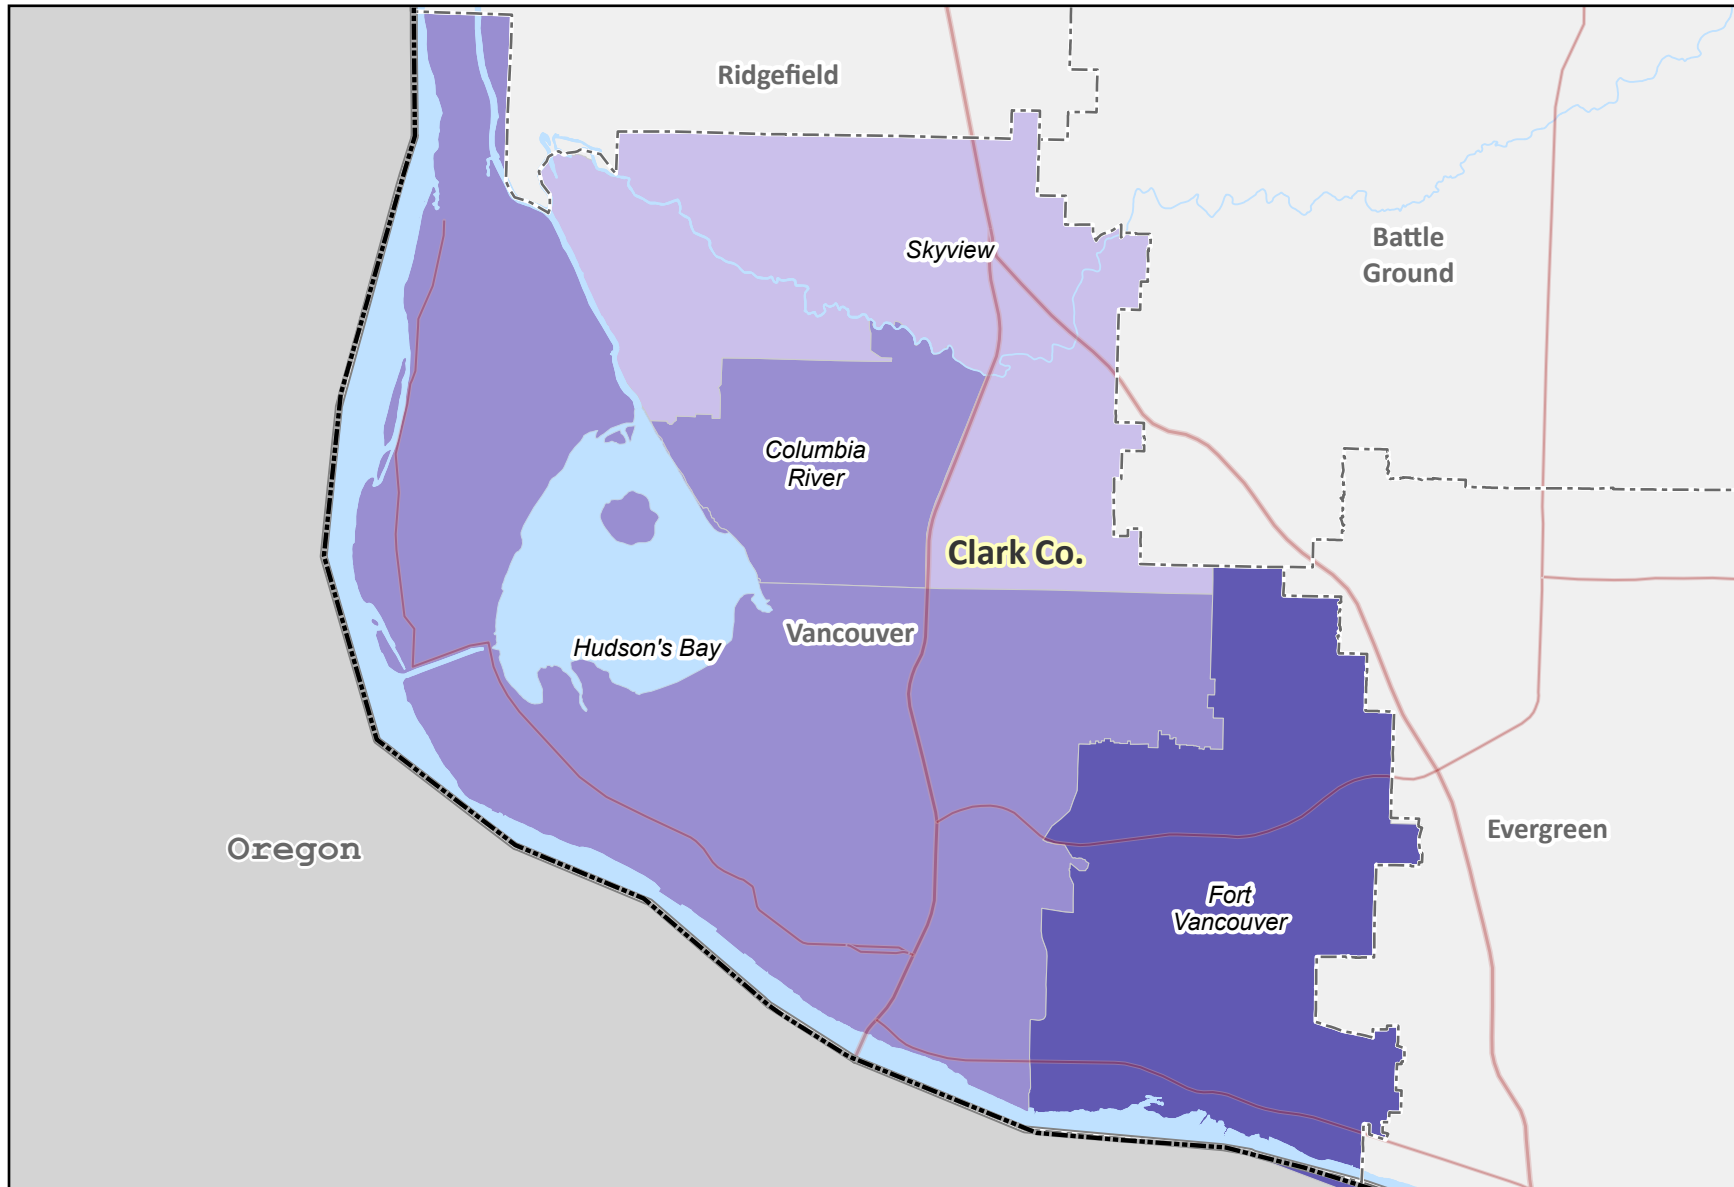 Ridgefield
Skyview
Battle
Ground
Columbia
River
Clark Co.
Vancouver
Hudson's Bay
Evergreen
Oregon
Fort
Vancouver